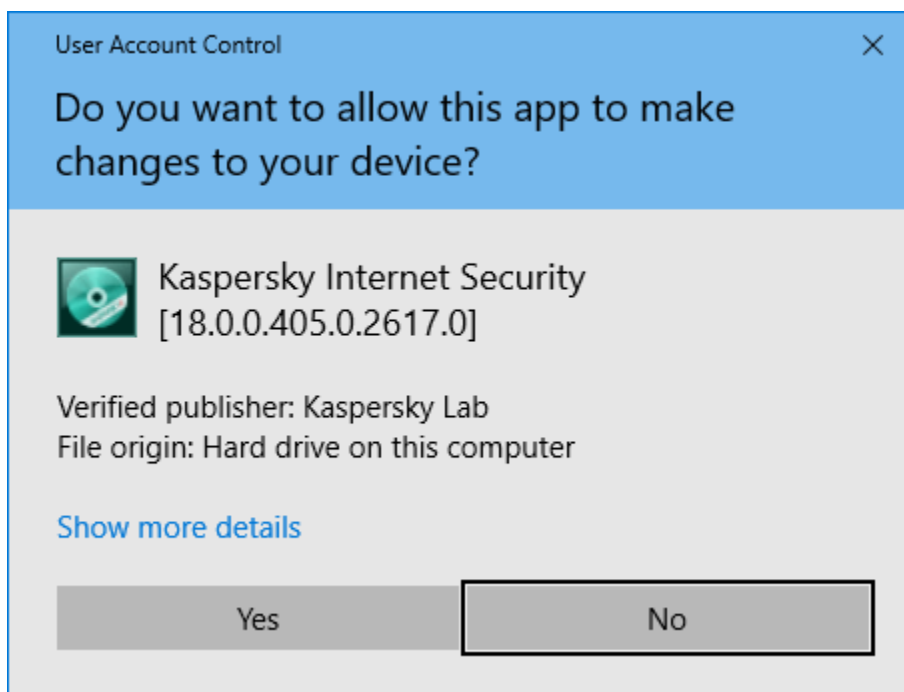 User Account Control
Do you want to allow this app to make
changes to your device?
Kaspersky Internet Security
[18.0.0.405.0.2617.0]
Verified publisher: Kaspersky Lab
File origin: Hard drive on this computer
Show more details
Yes
No